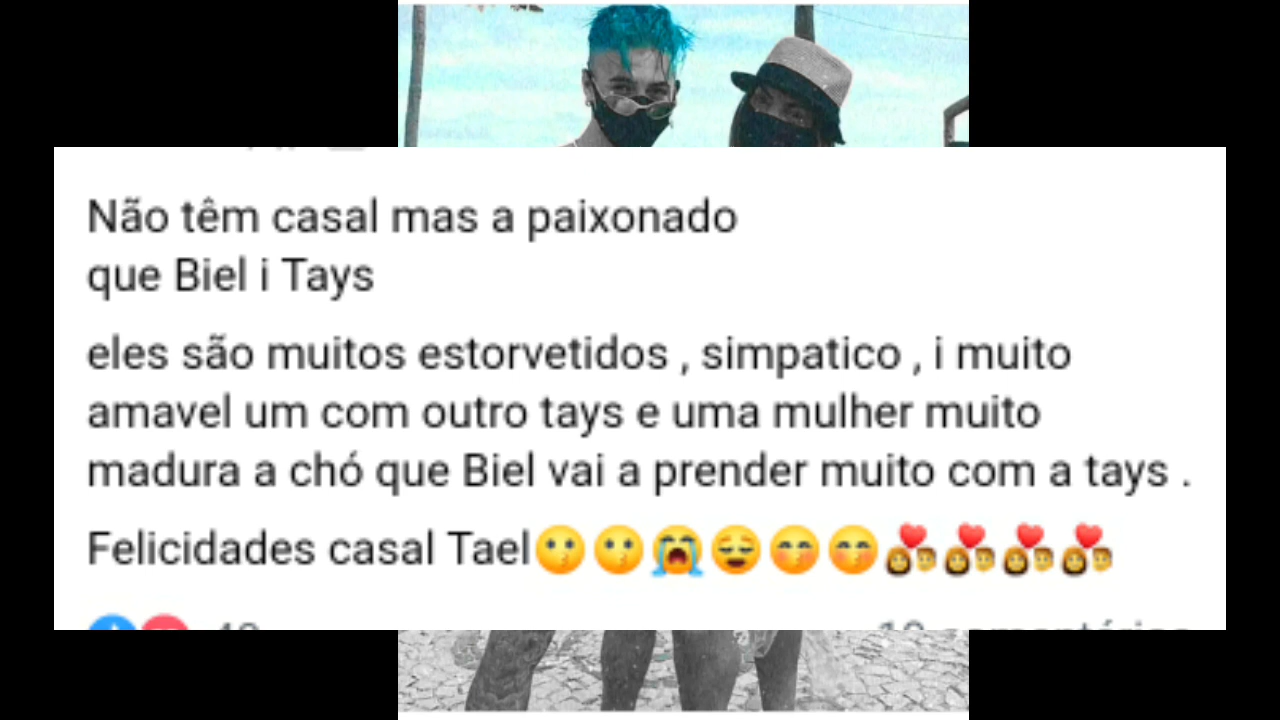 Não têm casal mas a paixonado
que Biel i Tays
eles são muitos estorvetidos , simpatico , i muito
amavel um com outro tays e uma mulher muito
madura a chó que Biel vai a prender muito com a tays .
Felicidades casal Tael😗😗😭😌😙😙💑💑💑💑